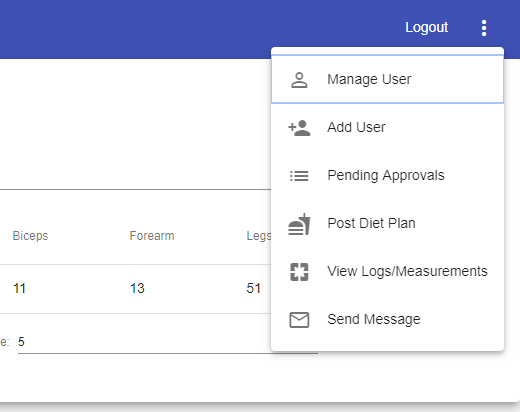 Logout
Manage User
Add User
Pending Approvals
Post Diet Plan
View Logs/Measurements
Send Message
Biceps Forearm Legs
11 13 51
e: 5